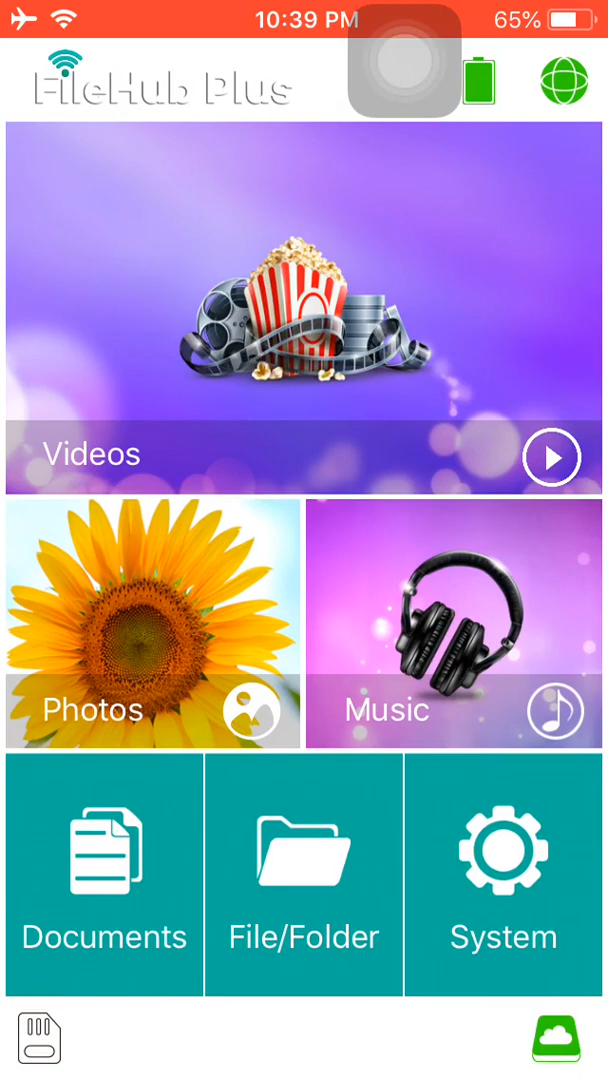 10:39 PM
65%
FileHub Plus
Videos
Photos
Music
Documents
File/Folder
System